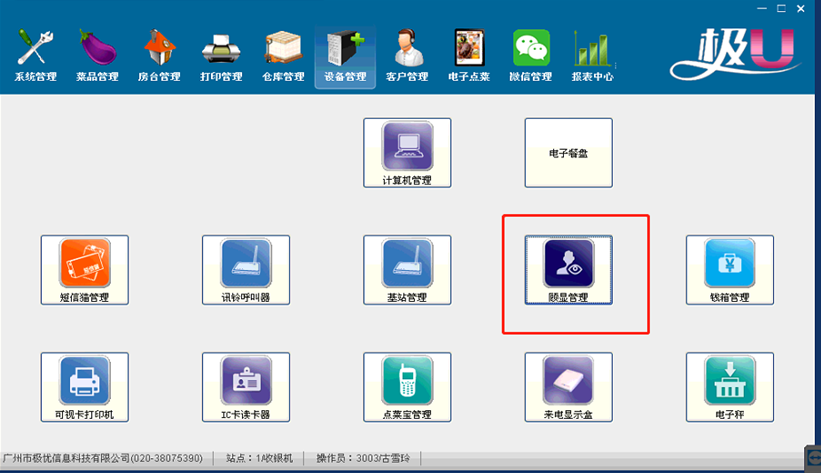 系统管理 菜品管理 房台管理 打印管理 仓库管理 设备管理 客户管理 电子点菜 微信管理 报表中心
极U
计算机管理 电子餐盘
短信猫管理 讯铃呼叫器 基站管理 顾显管理 钱箱管理
可视卡打印机 IC卡读卡器 点菜宝管理 来电显示盒 电子秤
广州市极忧信息科技有限公司(020-38075390) 站点：1A收银机 操作员：3003/古雪玲